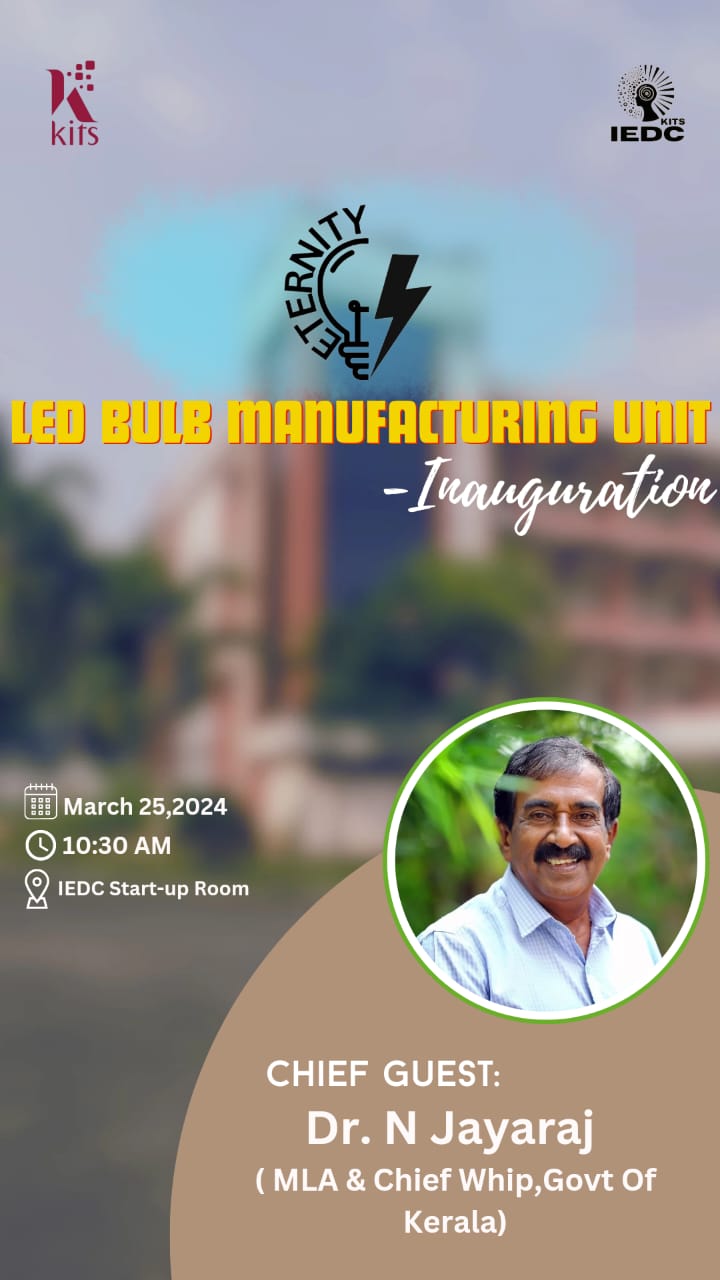 kits
KITS
IEDC
ETERNITY
LED BULB MANUFACTURING UNIT
-Inauguration
March 25,2024
10:30 AM
IEDC Start-up Room
CHIEF GUEST:
Dr. N Jayaraj
( MLA & Chief Whip,Govt Of
Kerala)